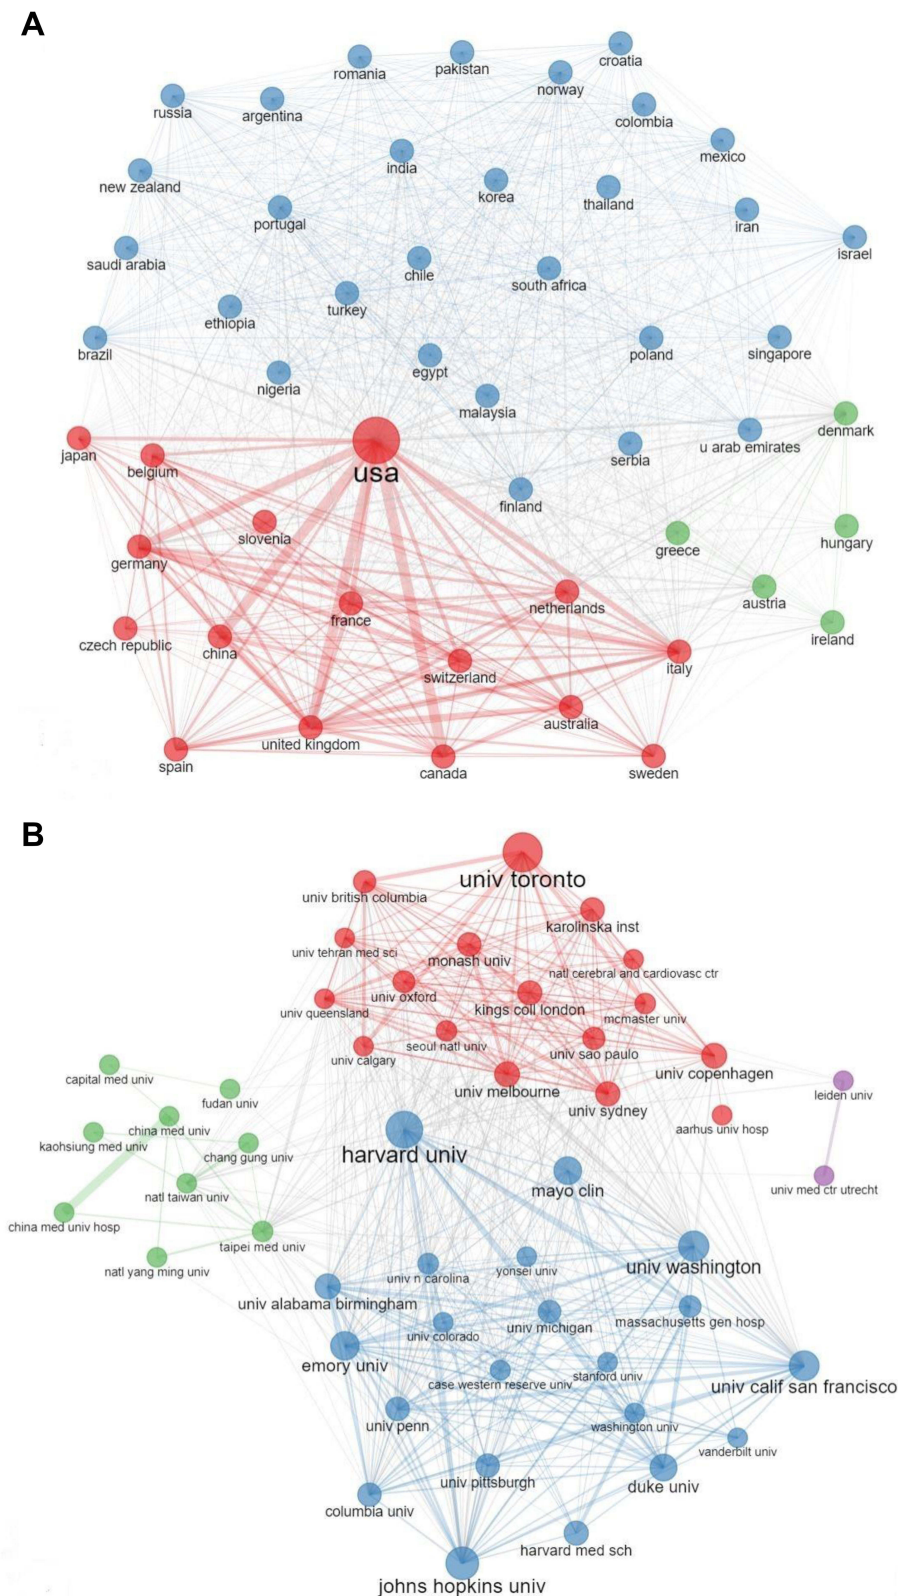 A
croatia
pakistan
romania
norway
russia
argentina
colombia
mexico
india
new zealand
korea
thailand
portugal
iran
israel
saudi arabia
chile
south africa
turkey
ethiopia
brazil
poland
singapore
egypt
nigeria
malaysia
denmark
japan
belgium
usa
serbia
u arab emirates
finland
slovenia
greece
hungary
germany
netherlands
austria
france
czech republic
china
ireland
switzerland
italy
australia
united kingdom
spain
canada
sweden
B
univ toronto
univ british columbia
karolinska inst
univ tehran med sci
monash univ
natl cerebral and cardiovasc ctr
univ oxford
kings coll london
univ queensland
mcmaster univ
seoul natl univ
univ calgary
univ sao paulo
univ copenhagen
capital med univ
univ melbourne
leiden univ
fudan univ
univ sydney
china med univ
aarhus univ hosp
kaohsiung med univ
chang gung univ
harvard univ
mayo clin
univ med ctr utrecht
natl taiwan univ
china med univ hosp
taipei med univ
natl yang ming univ
univ n carolina
yonsei univ
univ washington
univ alabama birmingham
massachusetts gen hosp
univ michigan
univ colorado
emory univ
stanford univ
case western reserve univ
univ calif san francisco
univ penn
washington univ
vanderbilt univ
univ pittsburgh
duke univ
columbia univ
harvard med sch
johns hopkins univ